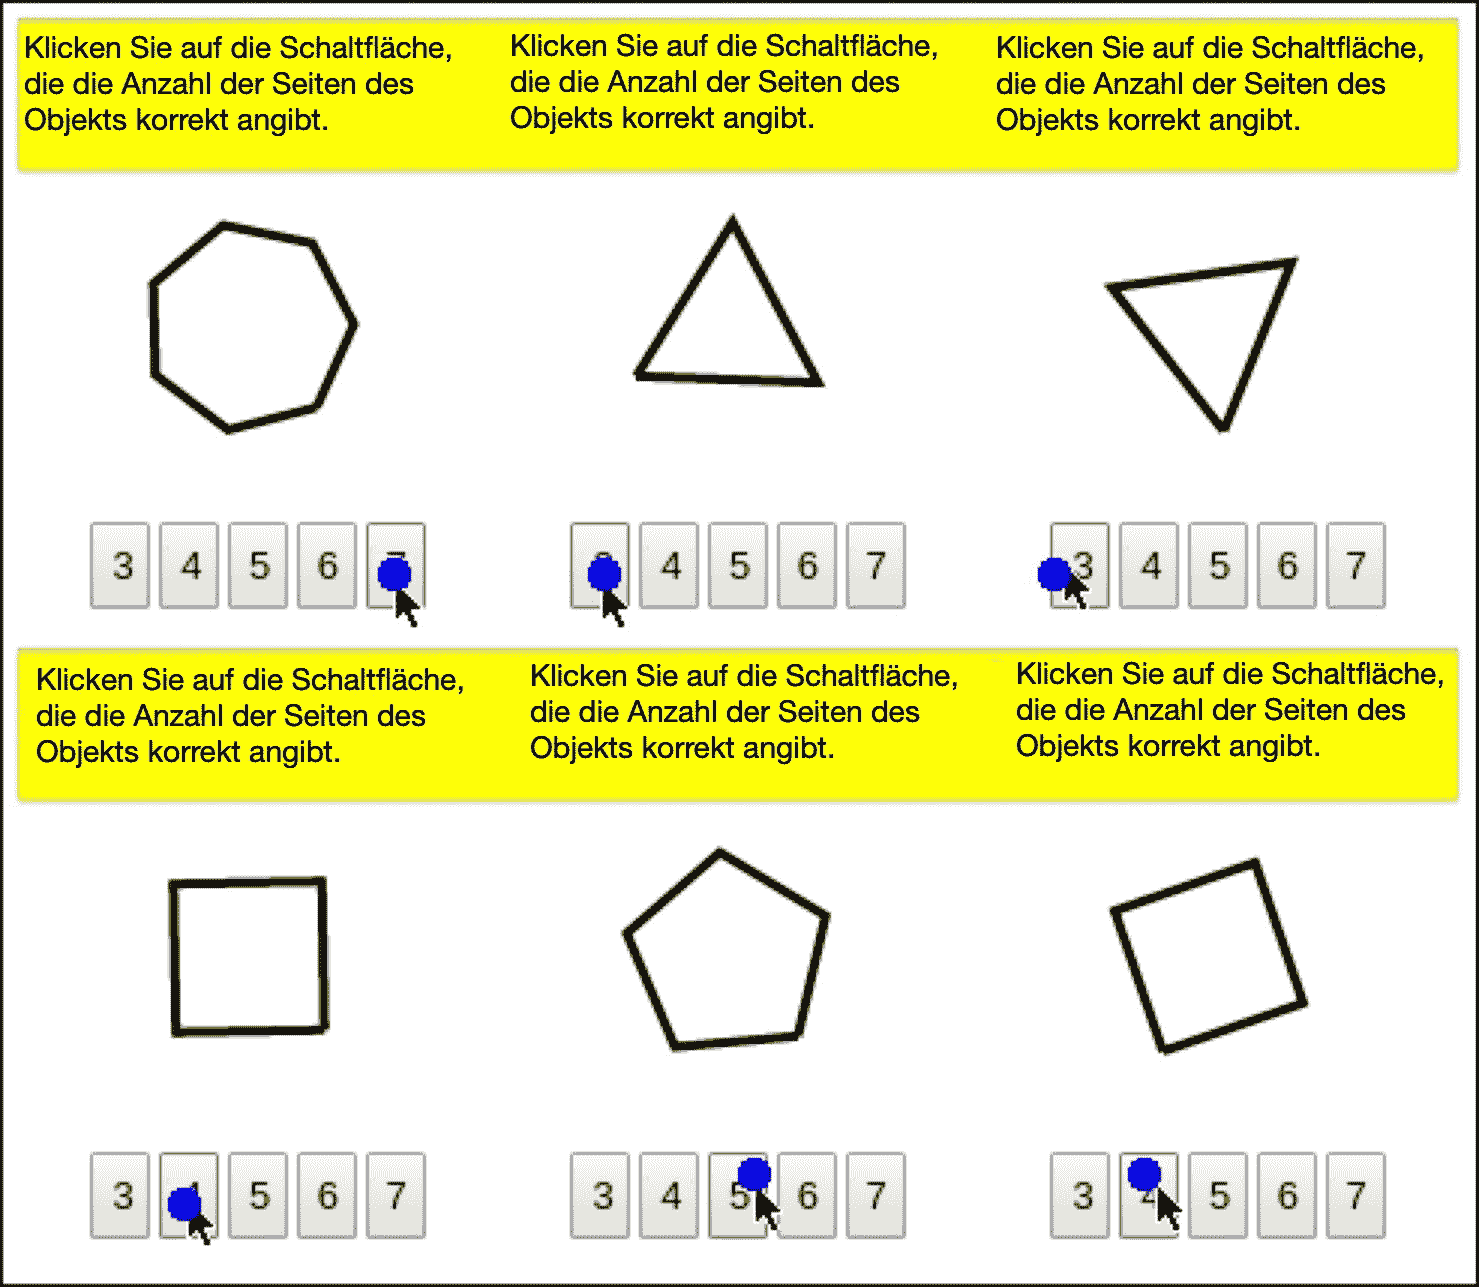 Klicken Sie auf die Schaltfläche,
die die Anzahl der Seiten des
Objekts korrekt angibt.
Klicken Sie auf die Schaltfläche,
die die Anzahl der Seiten des
Objekts korrekt angibt.
Klicken Sie auf die Schaltfläche,
die die Anzahl der Seiten des
Objekts korrekt angibt.
3 4 5 6
4 5 6 7
3 4 5 6 7
Klicken Sie auf die Schaltfläche,
die die Anzahl der Seiten des
Objekts korrekt angibt.
Klicken Sie auf die Schaltfläche,
die die Anzahl der Seiten des
Objekts korrekt angibt.
Klicken Sie auf die Schaltfläche,
die die Anzahl der Seiten des
Objekts korrekt angibt.
3 4 5 6 7
3 4 5 6 7
3 4 5 6 7